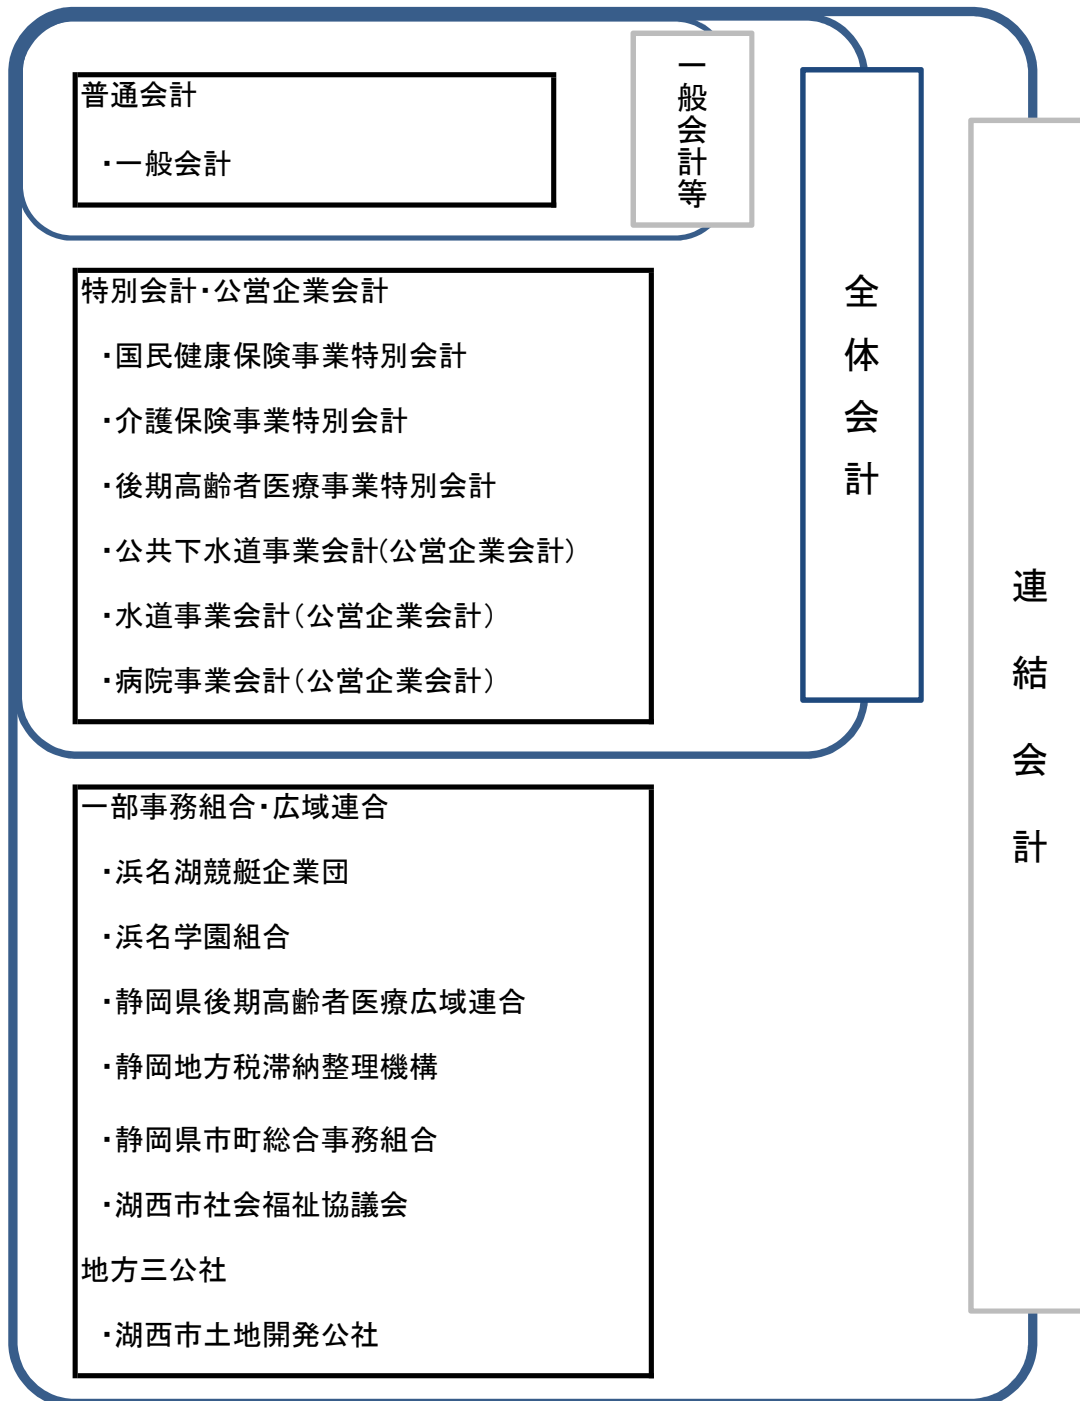 普通会計
・一般会計
一般会計等
特別会計・公営企業会計
・国民健康保険事業特別会計
・介護保険事業特別会計
・後期高齢者医療事業特別会計
・公共下水道事業会計(公営企業会計)
・水道事業会計(公営企業会計)
・病院事業会計(公営企業会計)
全体会計
一部事務組合・広域連合
・浜名湖競艇企業団
・浜名学園組合
・静岡県後期高齢者医療広域連合
・静岡地方税滞納整理機構
・静岡県市町総合事務組合
・湖西市社会福祉協議会
地方三公社
・湖西市土地開発公社
連結会計